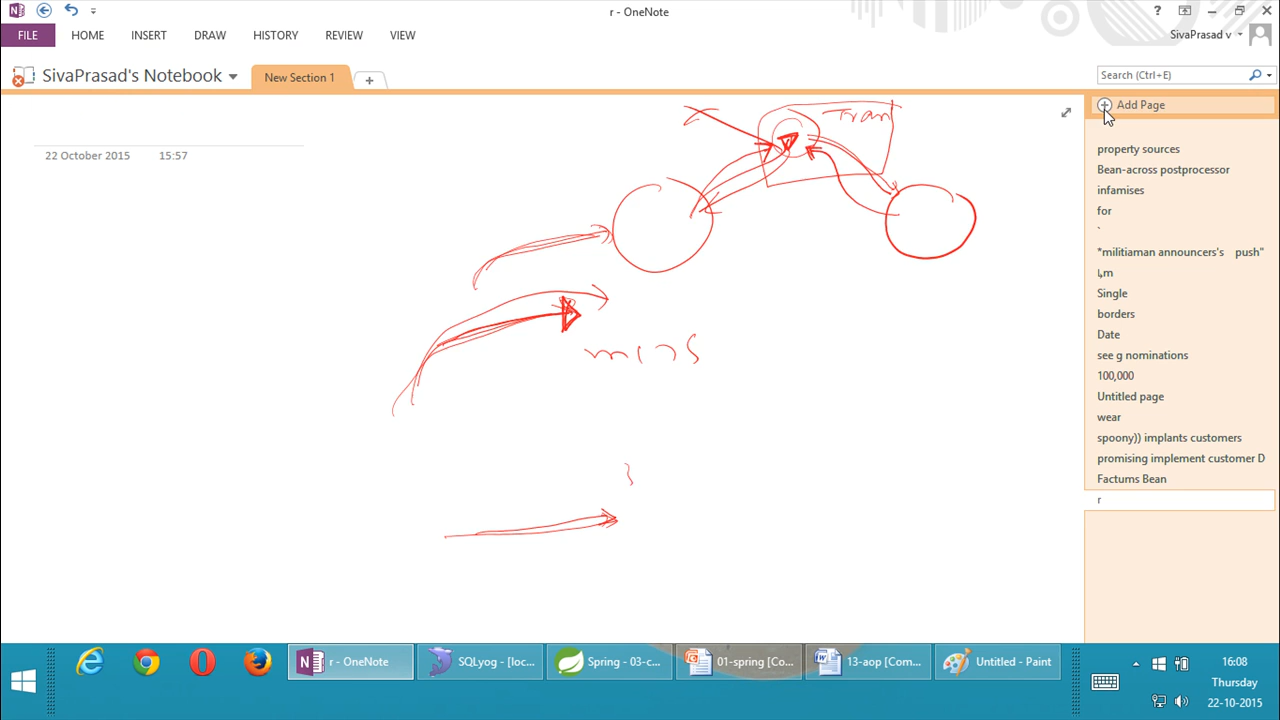 r - OneNote
FILE HOME INSERT DRAW HISTORY REVIEW VIEW
SivaPrasad v
SivaPrasad's Notebook New Section 1
Search (Ctrl+E)
Add Page
22 October 2015 15:57
Tran
property sources
Bean-across postprocessor
infamises
for
`
*militiaman announcers's push"
Single
borders
Date
see g nominations
100,000
Untitled page
wear
spoony)) implants customers
promising implement customer D
Factums Bean
r
r - OneNote
SQLyog - [loc...
Spring - 03-c...
01-spring [Co...
13-aop [Com...
Untitled - Paint
16:08
Thursday
22-10-2015